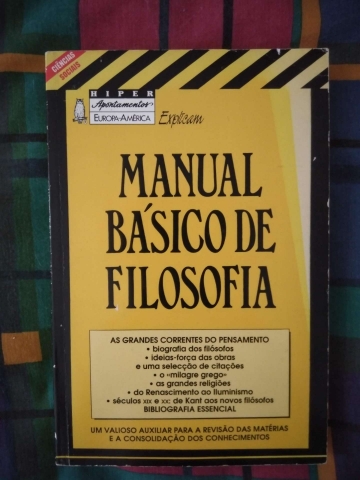 CIÊNCIAS
SOCIAIS
HIPER
Apontamentos
EUROPA-AMÉRICA
Explicam
MANUAL
BÁSICO DE
FILOSOFIA
AS GRANDES CORRENTES DO PENSAMENTO
• biografia dos filósofos
• ideias-força das obras
e uma selecção de citações
• o «milagre grego»
• as grandes religiões
• do Renascimento ao Iluminismo
• séculos XIX e XX: de Kant aos novos filósofos
BIBLIOGRAFIA ESSENCIAL
UM VALIOSO AUXILIAR PARA A REVISÃO DAS MATÉRIAS
E A CONSOLIDAÇÃO DOS CONHECIMENTOS